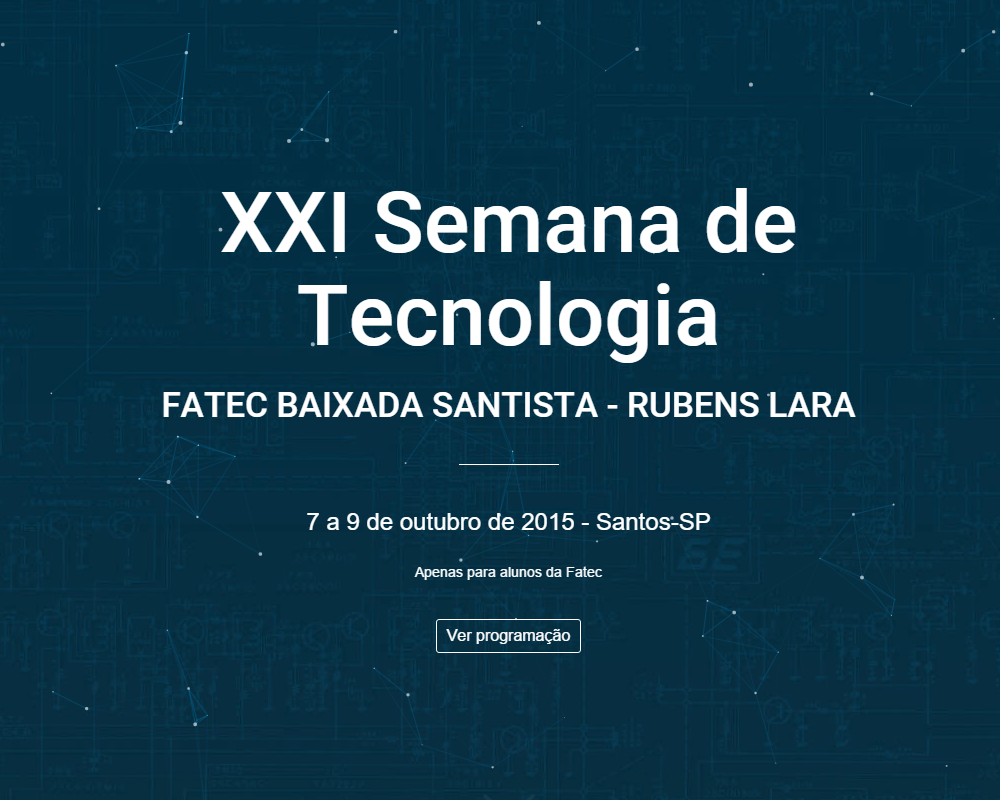 XXI Semana de
Tecnologia
FATEC BAIXADA SANTISTA - RUBENS LARA
7 a 9 de outubro de 2015 - Santos-SP
Apenas para alunos da Fatec
Ver programação